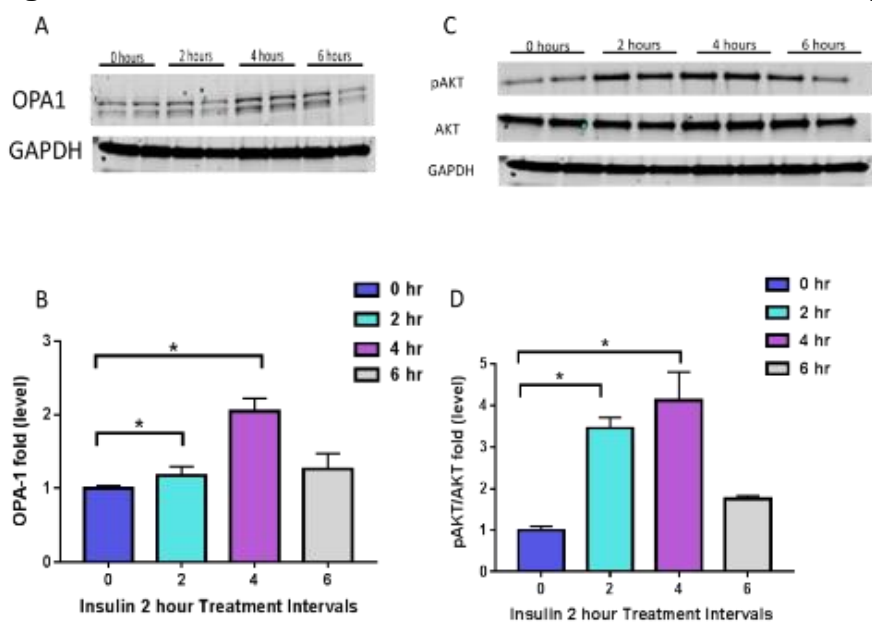 A
0 hours 2 hours 4 hours 6 hours
OPA1
GAPDH
C
0 hours 2 hours 4 hours 6 hours
pAKT
AKT
GAPDH
B
0 hr
2 hr
4 hr
6 hr
OPA-1 fold (level)
3
2
1
0
*
*
0 2 4 6
Insulin 2 hour Treatment Intervals
D
0 hr
2 hr
4 hr
6 hr
pAKT/AKT fold (level)
5
4
3
2
1
0
*
*
0 2 4 6
Insulin 2 hour Treatment Intervals